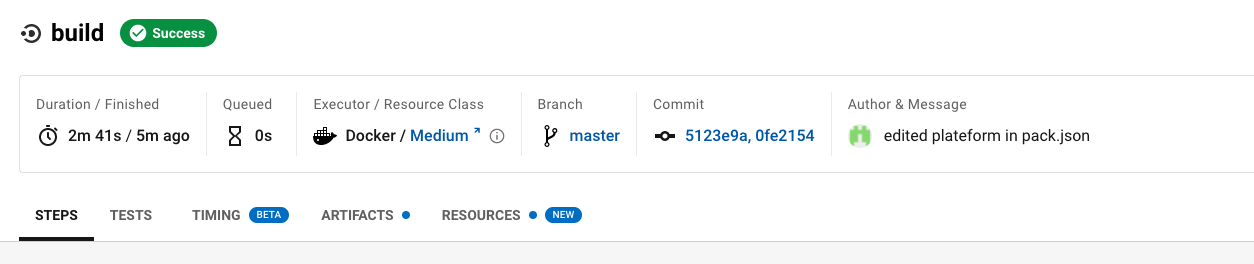 build Success
Duration / Finished Queued Executor / Resource Class Branch Commit Author & Message
2m 41s / 5m ago 0s Docker / Medium master 5123e9a, 0fe2154 edited plateform in pack.json
STEPS TESTS TIMING BETA ARTIFACTS RESOURCES NEW